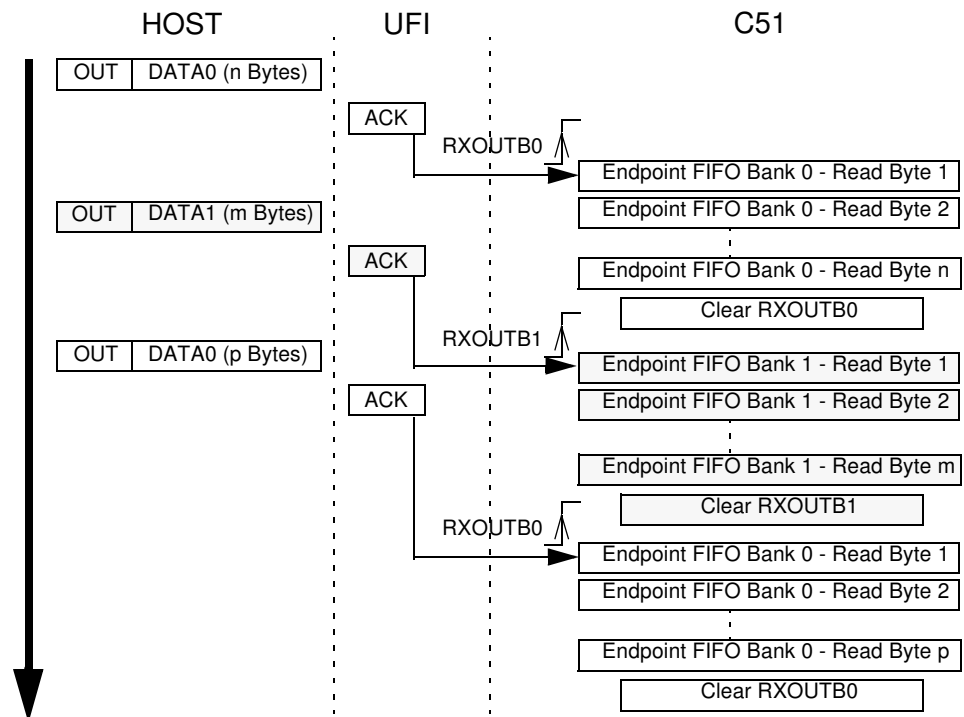 HOST UFI C51
OUT DATA0 (n Bytes)
ACK
RXOUTB0
Endpoint FIFO Bank 0 - Read Byte 1
OUT DATA1 (m Bytes)
Endpoint FIFO Bank 0 - Read Byte 2
ACK
Endpoint FIFO Bank 0 - Read Byte n
Clear RXOUTB0
RXOUTB1
OUT DATA0 (p Bytes)
Endpoint FIFO Bank 1 - Read Byte 1
ACK
Endpoint FIFO Bank 1 - Read Byte 2
Endpoint FIFO Bank 1 - Read Byte m
Clear RXOUTB1
RXOUTB0
Endpoint FIFO Bank 0 - Read Byte 1
Endpoint FIFO Bank 0 - Read Byte 2
Endpoint FIFO Bank 0 - Read Byte p
Clear RXOUTB0